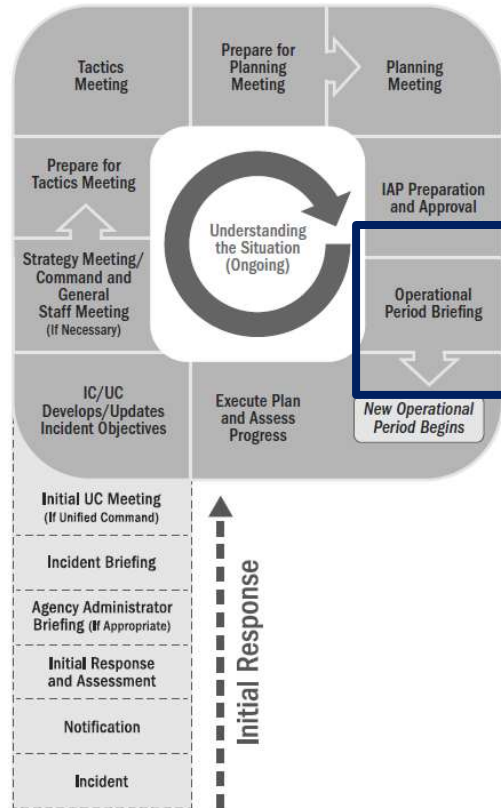 Tactics
Meeting
Prepare for
Planning
Meeting
Planning
Meeting
Prepare for
Tactics Meeting
IAP Preparation
and Approval
Understanding
the Situation
(Ongoing)
Strategy Meeting/
Command and
General
Staff Meeting
(If Necessary)
Operational
Period Briefing
IC/UC
Develops/Updates
Incident Objectives
Execute Plan
and Assess
Progress
New Operational
Period Begins
Initial UC Meeting
(If Unified Command)
Incident Briefing
Agency Administrator
Briefing (If Appropriate)
Initial Response
and Assessment
Notification
Incident
Initial Response